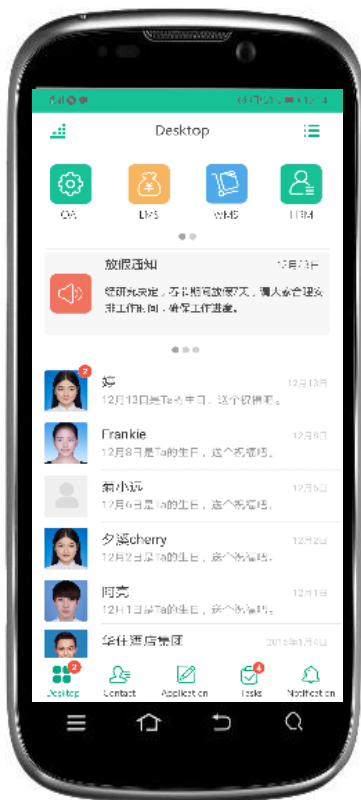 Desktop
OA
LMS
WMS
HRM
放假通知
12月13日
经研究决定，春节期间放假7天，请大家合理安
排工作时间，确保工作进度。
2
婷
12月13日
12月13日是Ta的生日，送个祝福吧。
Frankie
12月8日
12月8日是Ta的生日，送个祝福吧。
12月6日
12月6日是Ta的生日，送个祝福吧。
夕溪cherry
12月2日
12月2日是Ta的生日，送个祝福吧。
阿亮
12月1日
12月1日是Ta的生日，送个祝福吧。
华住酒店集团
2
4
Desktop
Contact
Application
Tasks
Notification